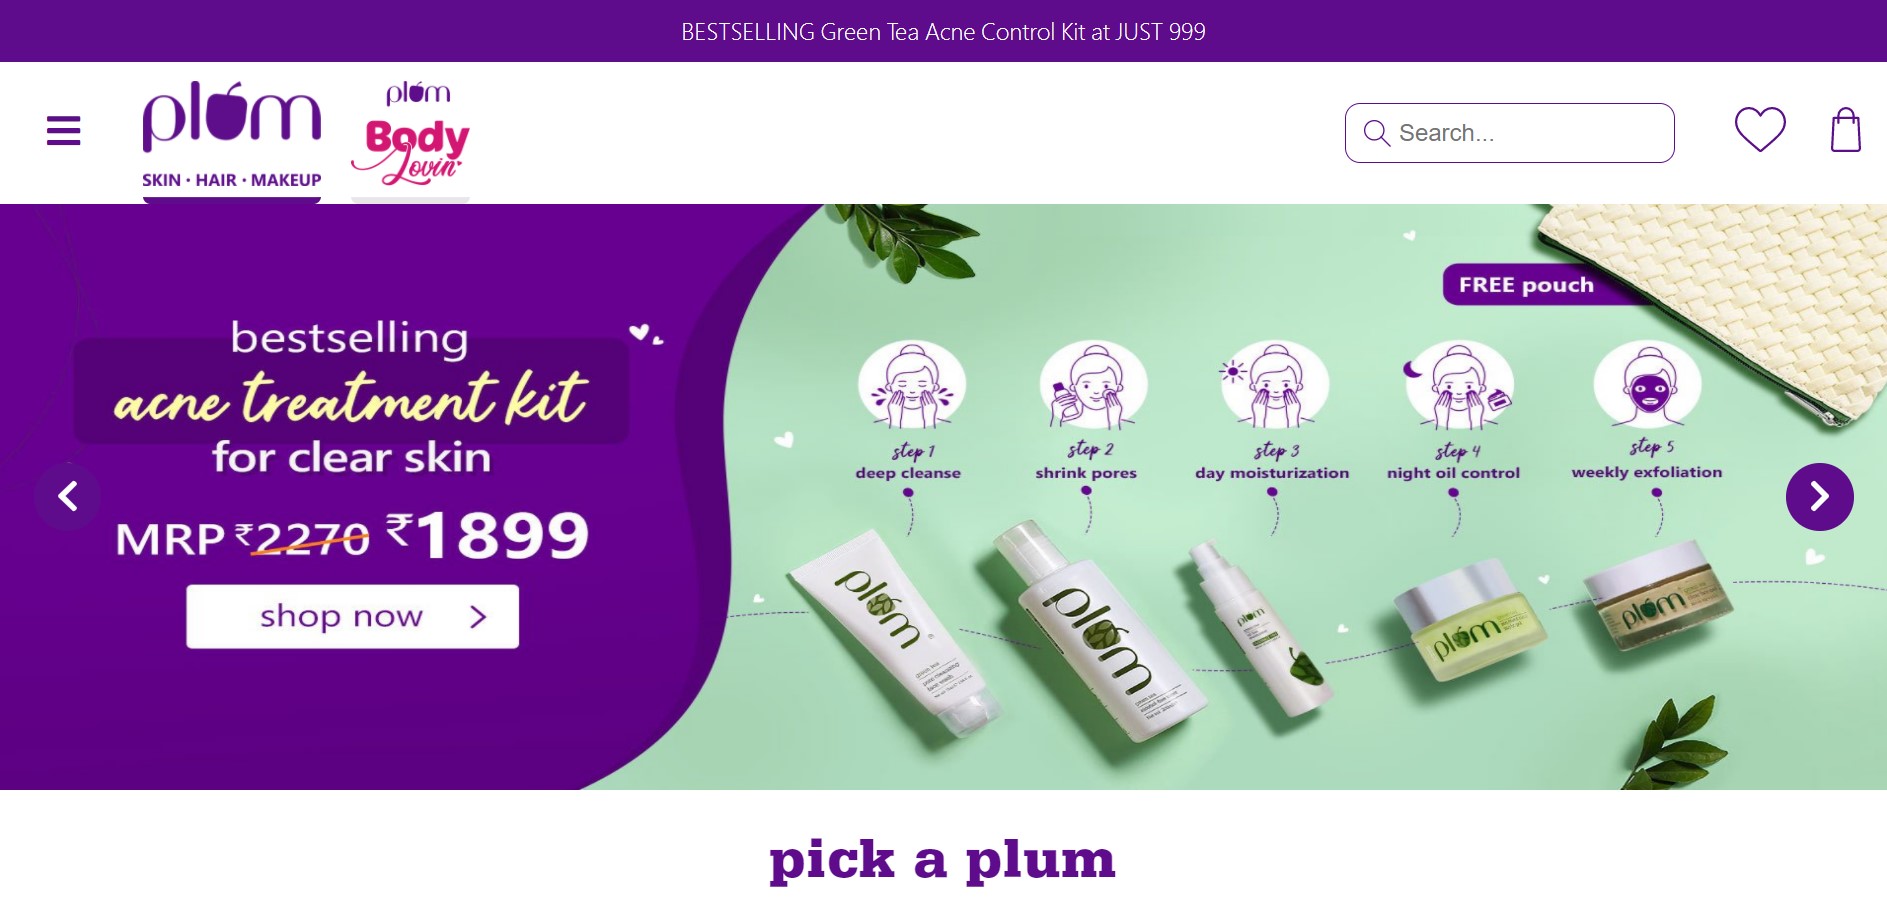 BESTSELLING Green Tea Acne Control Kit at JUST 999
plum
SKIN · HAIR · MAKEUP
plum
Body
Lovin'
Search...
bestselling
acne treatment kit
for clear skin
MRP ₹2270 ₹1899
shop now
FREE pouch
step 1
deep cleanse
step 2
shrink pores
step 3
day moisturization
step 4
night oil control
step 5
weekly exfoliation
plum
plum
plum
plum
plum
pick a plum